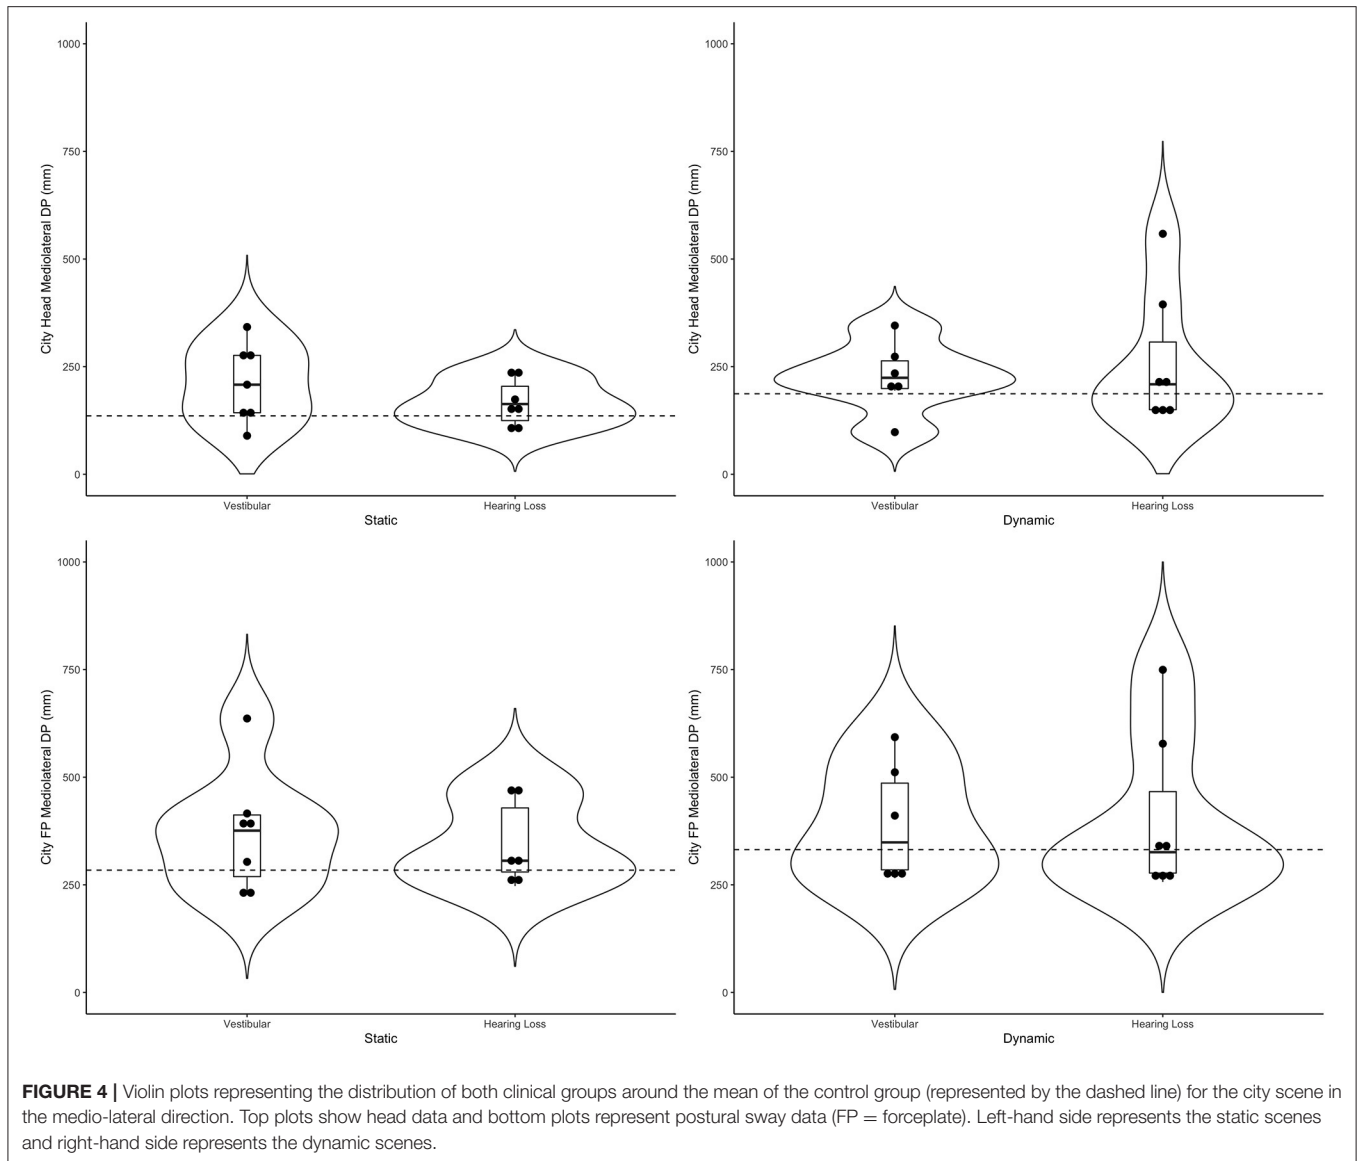 1000
750
500
250
0
City Head Mediolateral DP (mm)
Vestibular
Hearing Loss
Static
1000
750
500
250
0
City Head Mediolateral DP (mm)
Vestibular
Hearing Loss
Dynamic
1000
750
500
250
0
City FP Mediolateral DP (mm)
Vestibular
Hearing Loss
Static
1000
750
500
250
0
City FP Mediolateral DP (mm)
Vestibular
Hearing Loss
Dynamic
FIGURE 4 | Violin plots representing the distribution of both clinical groups around the mean of the control group (represented by the dashed line) for the city scene in
the medio-lateral direction. Top plots show head data and bottom plots represent postural sway data (FP = forceplate). Left-hand side represents the static scenes
and right-hand side represents the dynamic scenes.